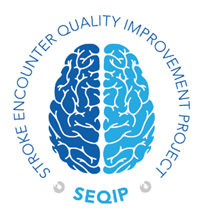 STROKE ENCOUNTER QUALITY IMPROVEMENT PROJECT
SEQIP